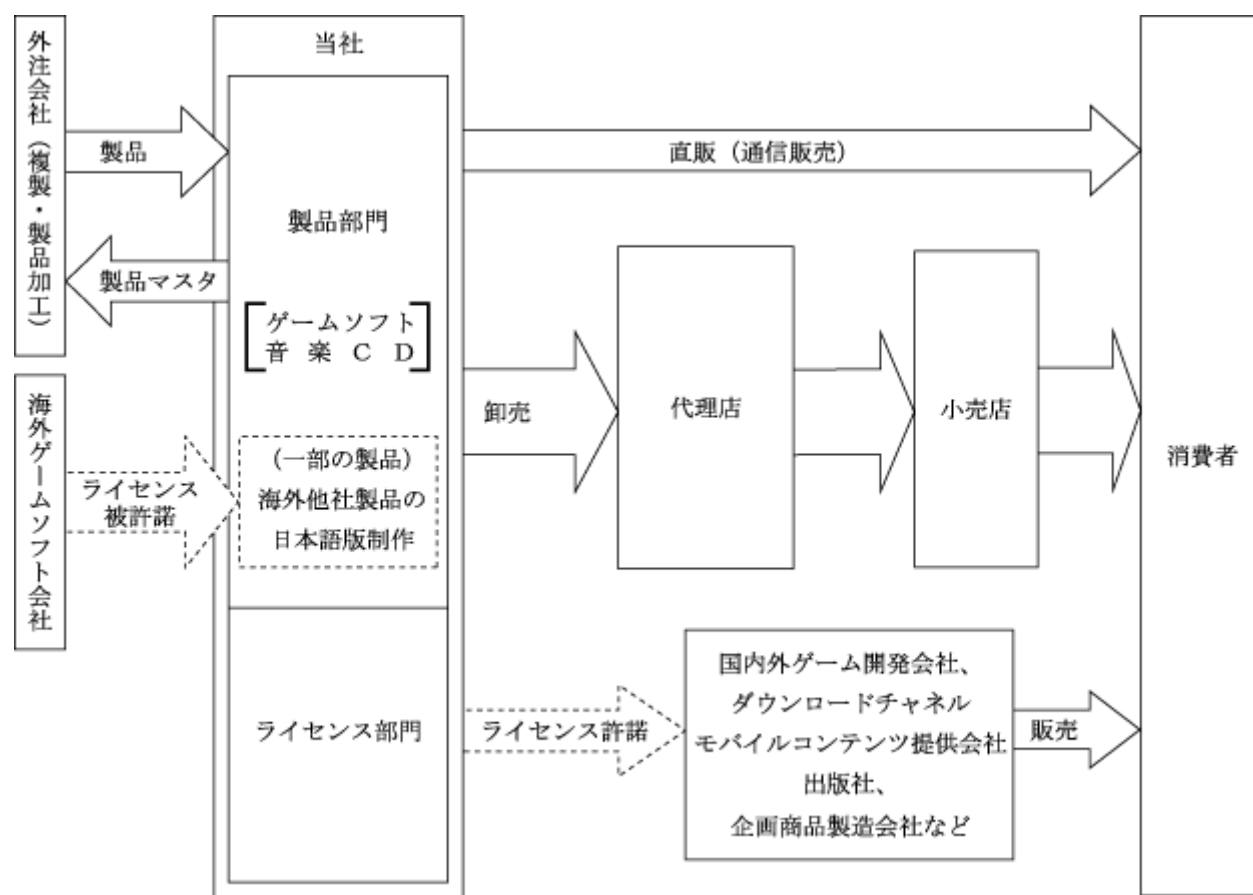 外注会社（複製・製品加工）
海外ゲームソフト会社
当社
製品
製品マスタ
ライセンス
被許諾
製品部門
ゲームソフト
音楽ＣＤ
（一部の製品）
海外他社製品の
日本語版制作
ライセンス部門
直販（通信販売）
卸売
代理店
小売店
ライセンス許諾
国内外ゲーム開発会社、
ダウンロードチャネル
モバイルコンテンツ提供会社
出版社、
企画商品製造会社など
販売
消費者